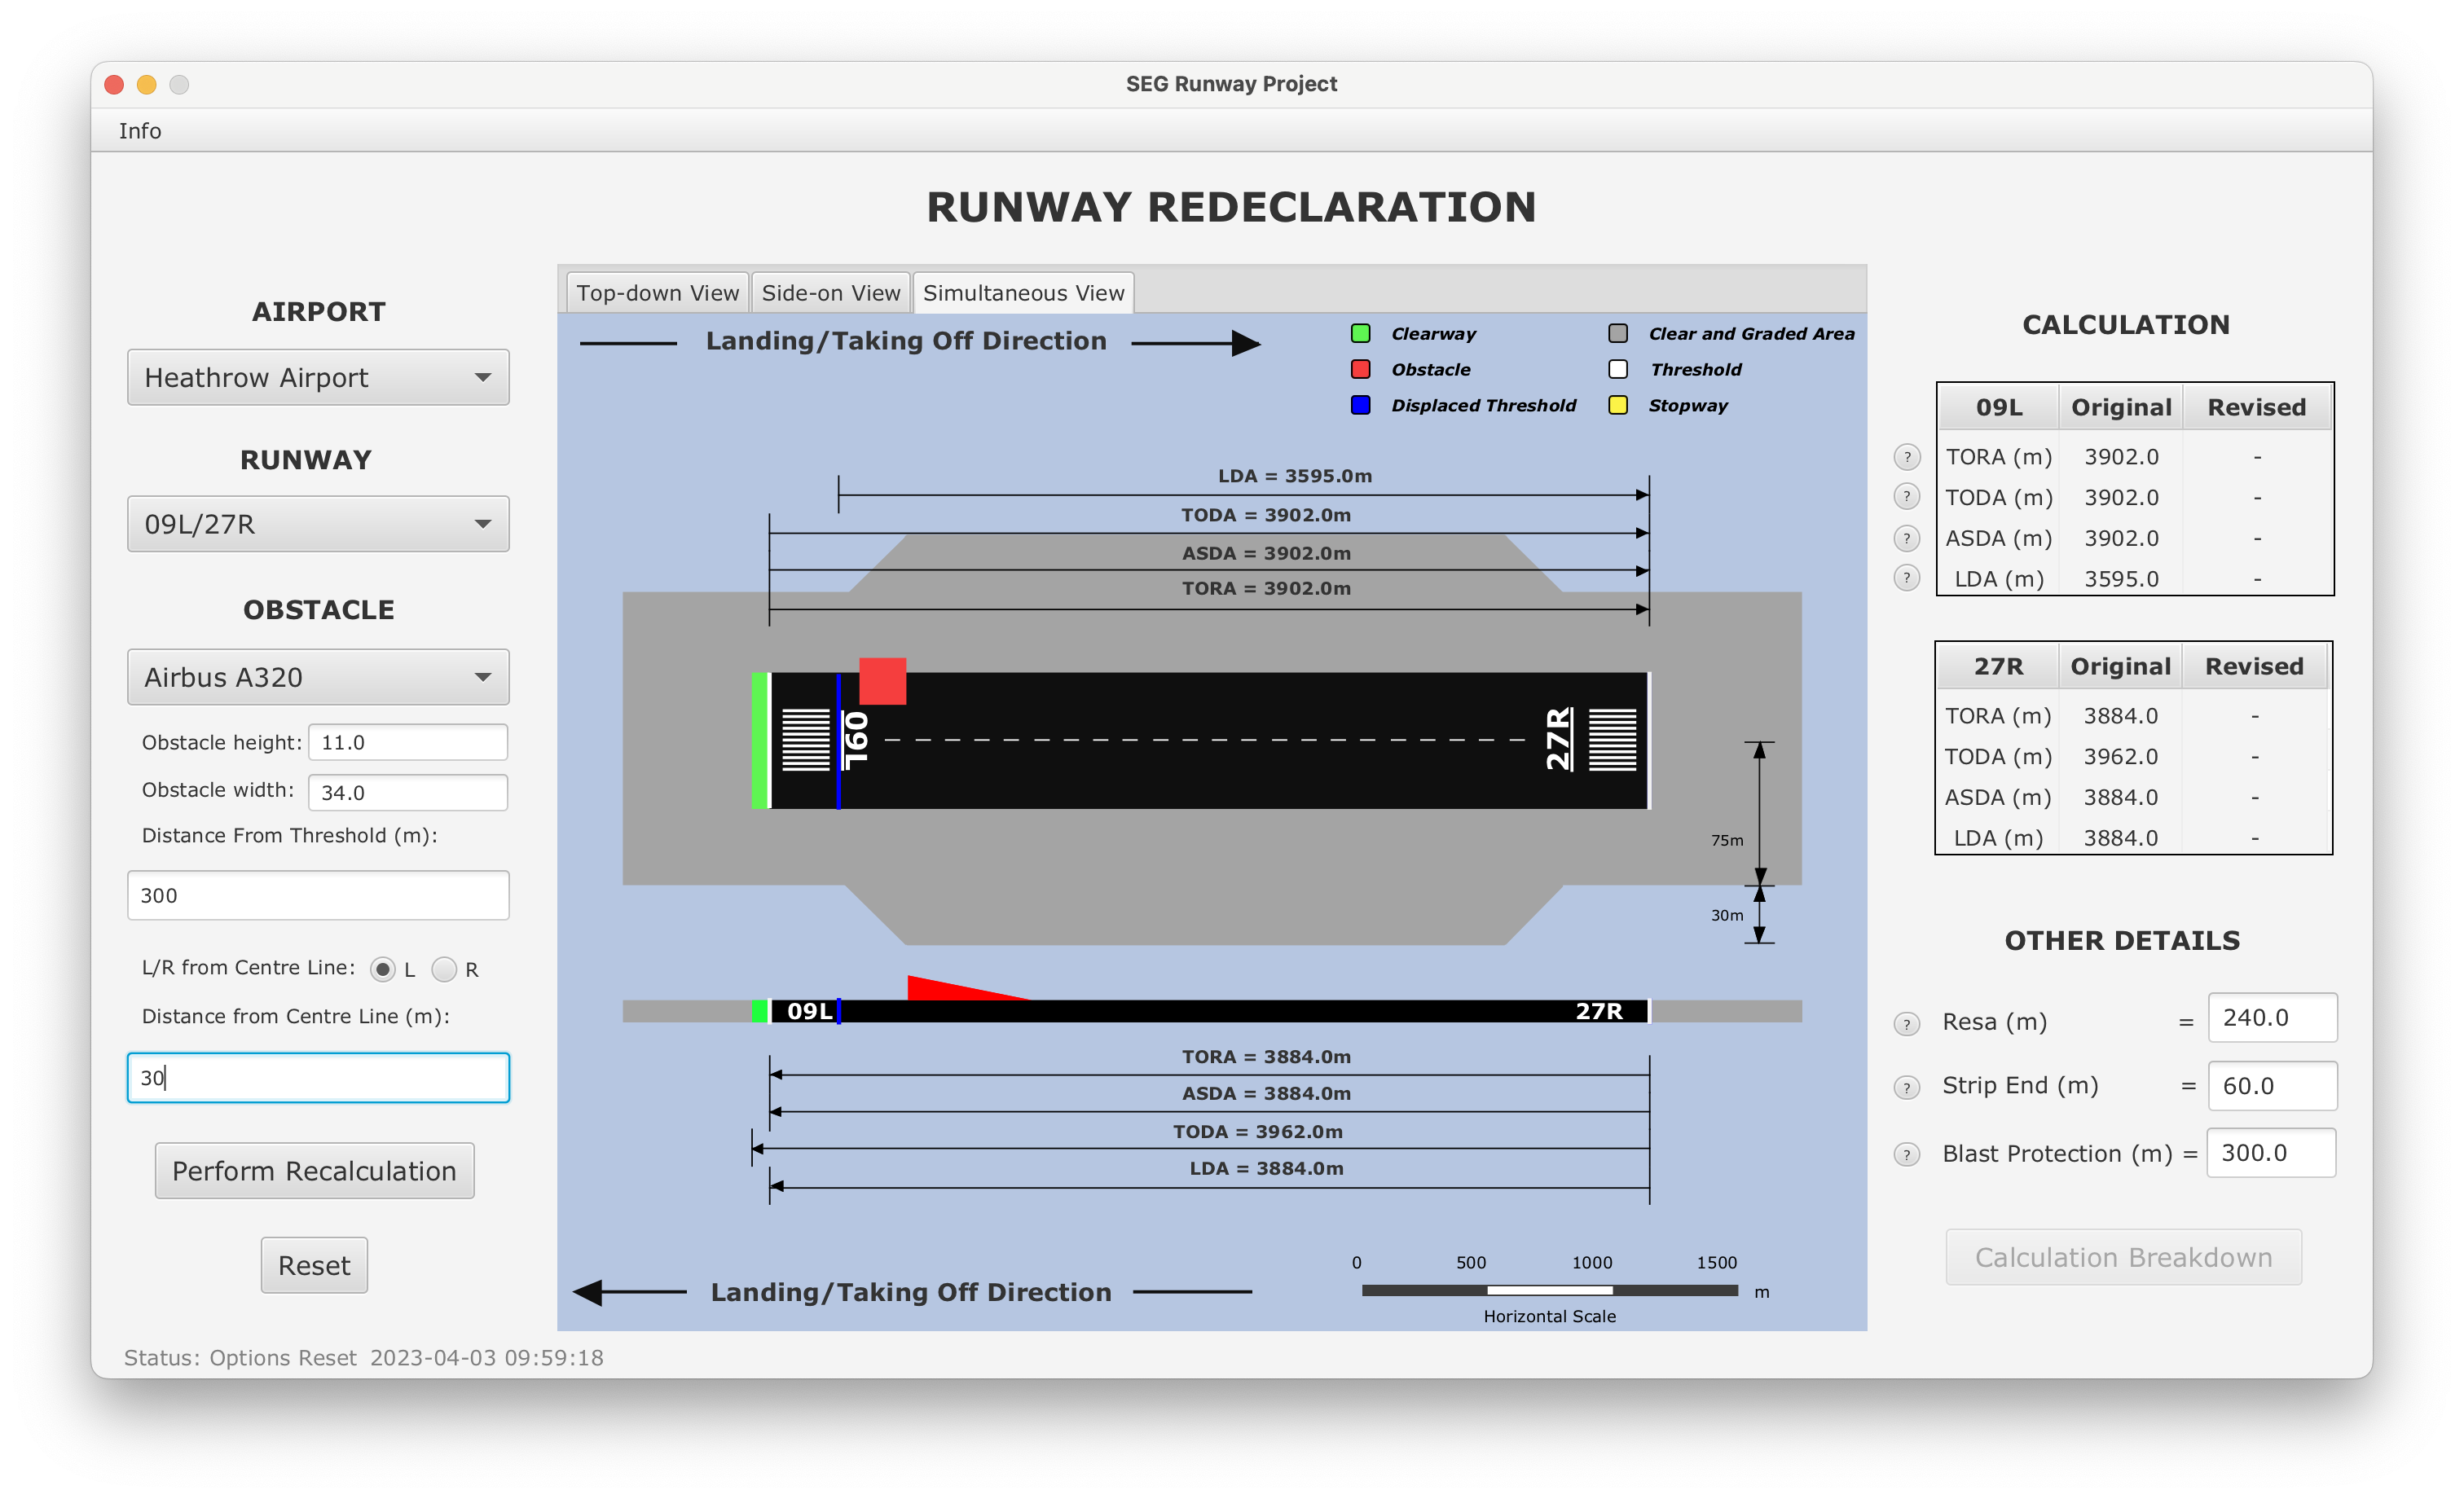 SEG Runway Project
Info
RUNWAY REDECLARATION
AIRPORT
Heathrow Airport
RUNWAY
09L/27R
OBSTACLE
Airbus A320
Obstacle height: 11.0
Obstacle width: 34.0
Distance From Threshold (m):
300
L/R from Centre Line: L R
Distance from Centre Line (m):
30
Perform Recalculation
Reset
Status: Options Reset 2023-04-03 09:59:18
Top-down View Side-on View Simultaneous View
Landing/Taking Off Direction
Clearway Clear and Graded Area
Obstacle Threshold
Displaced Threshold Stopway
LDA = 3595.0m
TODA = 3902.0m
ASDA = 3902.0m
TORA = 3902.0m
09L
27R
75m
30m
09L 27R
TORA = 3884.0m
ASDA = 3884.0m
TODA = 3962.0m
LDA = 3884.0m
0 500 1000 1500
m
Horizontal Scale
Landing/Taking Off Direction
CALCULATION
09L Original Revised
? TORA (m) 3902.0 -
? TODA (m) 3902.0 -
? ASDA (m) 3902.0 -
? LDA (m) 3595.0 -
27R Original Revised
TORA (m) 3884.0 -
TODA (m) 3962.0 -
ASDA (m) 3884.0 -
LDA (m) 3884.0 -
OTHER DETAILS
? Resa (m) = 240.0
? Strip End (m) = 60.0
? Blast Protection (m) = 300.0
Calculation Breakdown